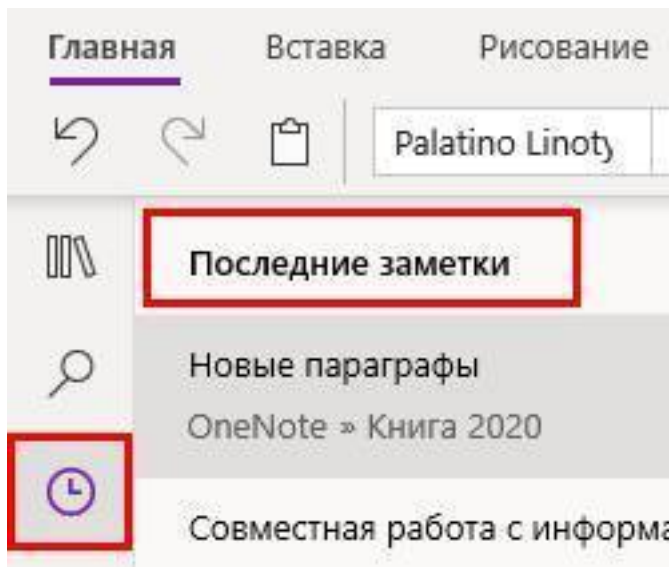 Главная Вставка Рисование
Palatino Linoty
Последние заметки
Новые параграфы
OneNote » Книга 2020
Совместная работа с информа